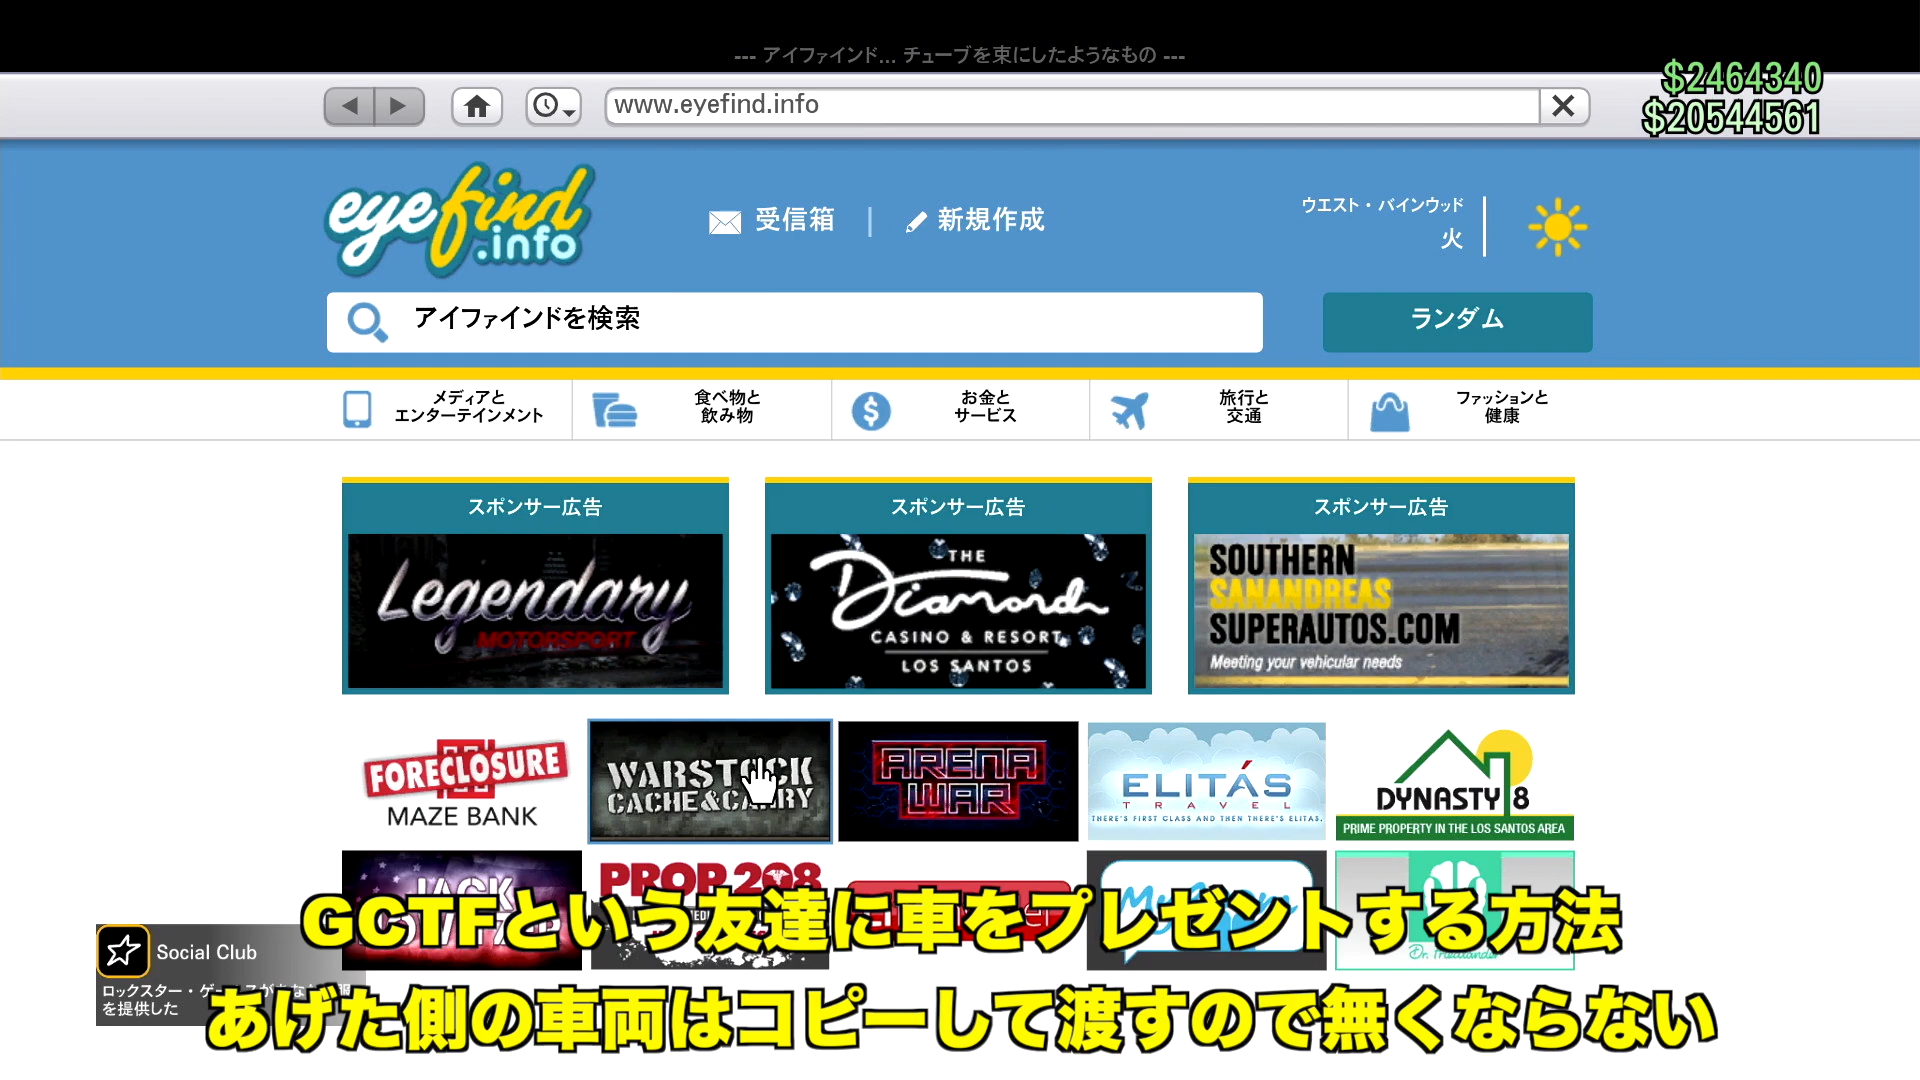 --- アイファインド... チューブを束にしたようなもの ---
$2464340
www.eyefind.info
$20544561
eyefind.info
受信箱
新規作成
ウエスト・バインウッド
火
アイファインドを検索
ランダム
メディアと
エンターテインメント
食べ物と
飲み物
お金と
サービス
旅行と
交通
ファッションと
健康
スポンサー広告
Legendary
MOTORSPORT
スポンサー広告
THE
Diamond
CASINO & RESORT
LOS SANTOS
スポンサー広告
SOUTHERN
SANANDREAS
SUPERAUTOS.COM
Meeting your vehicular needs
FORECLOSURE
MAZE BANK
WARSTOCK
CACHE&CARRY
ARENA
WAR
ELITÁS
TRAVEL
THERE'S FIRST CLASS AND THEN THERE'S ELITAS.
DYNASTY 8
PRIME PROPERTY IN THE LOS SANTOS AREA
JACK
PROP 208
GCTFという友達に車をプレゼントする方法
Social Club
ロックスター・ゲ
を提供した
あげた側の車両はコピーして渡すので無くならない